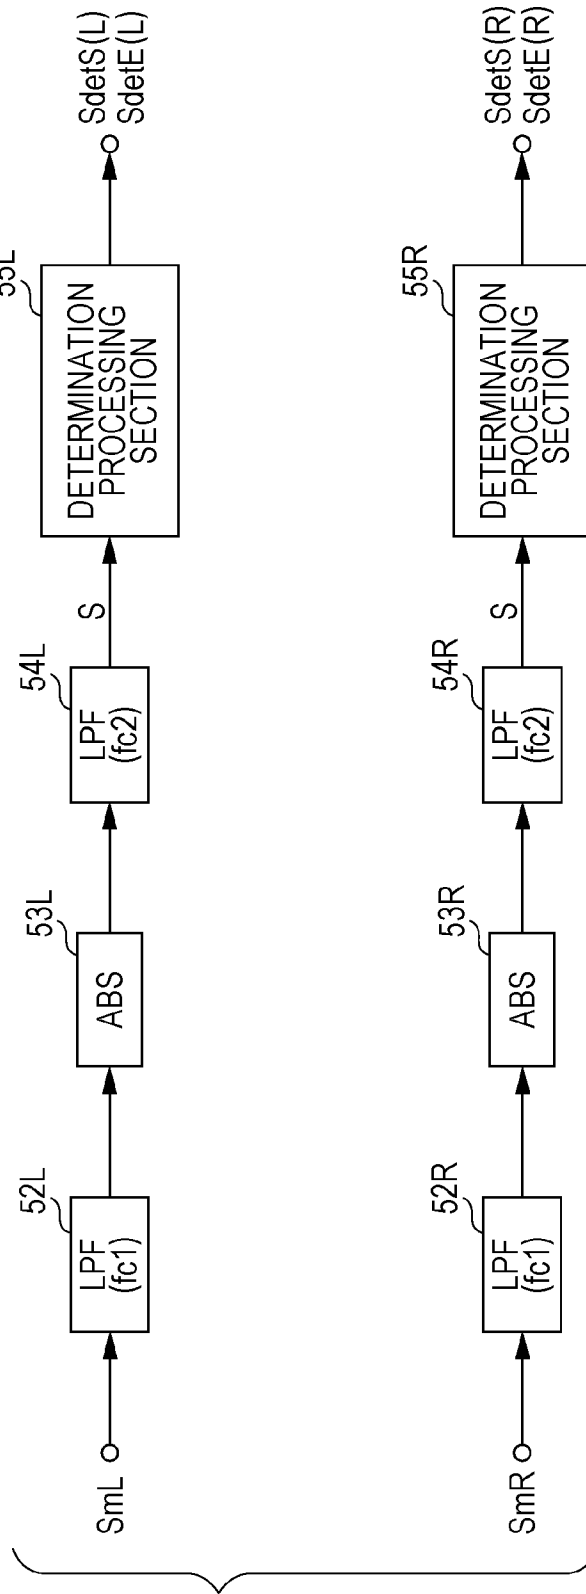 SmL
52L
LPF
(fc1)
53L
ABS
54L
LPF
(fc2)
S
55L
DETERMINATION
PROCESSING
SECTION
SdetS(L)
SdetE(L)
SmR
52R
LPF
(fc1)
53R
ABS
54R
LPF
(fc2)
S
55R
DETERMINATION
PROCESSING
SECTION
SdetS(R)
SdetE(R)